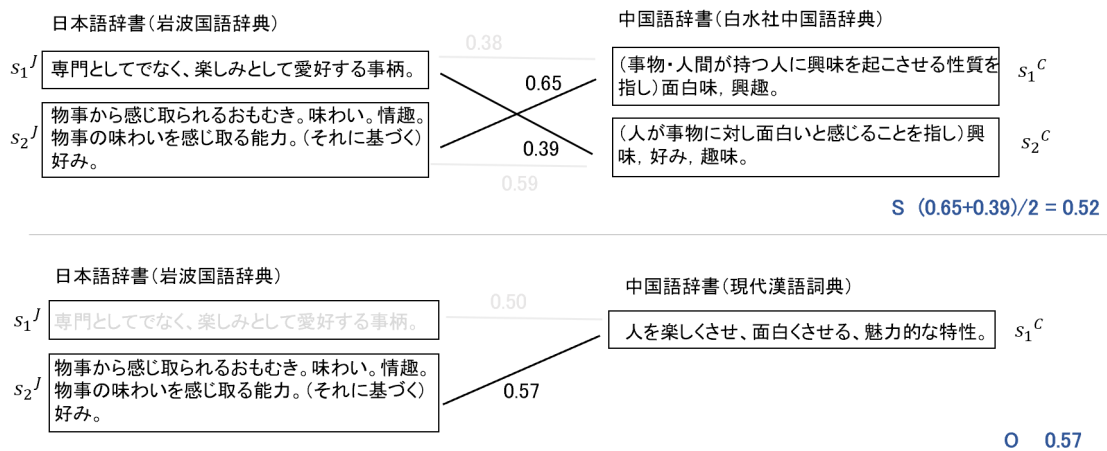 日本語辞書（岩波国語辞典）
中国語辞書（白水社中国語辞典）
s₁ᴶ
専門としてでなく、楽しみとして愛好する事柄。
s₂ᴶ
物事から感じ取られるおもむき。味わい。情趣。
物事の味わいを感じ取る能力。（それに基づく）
好み。
0.38
0.65
0.39
0.59
（事物・人間が持つ人に興味を起こさせる性質を
指し）面白味，興趣。
s₁ᶜ
（人が事物に対し面白いと感じることを指し）興
味，好み，趣味。
s₂ᶜ
S （0.65+0.39)/2 = 0.52
日本語辞書（岩波国語辞典）
中国語辞書（現代漢語詞典）
s₁ᴶ
専門としてでなく、楽しみとして愛好する事柄。
s₂ᴶ
物事から感じ取られるおもむき。味わい。情趣。
物事の味わいを感じ取る能力。（それに基づく）
好み。
0.50
0.57
人を楽しくさせ、面白くさせる、魅力的な特性。
s₁ᶜ
O 0.57